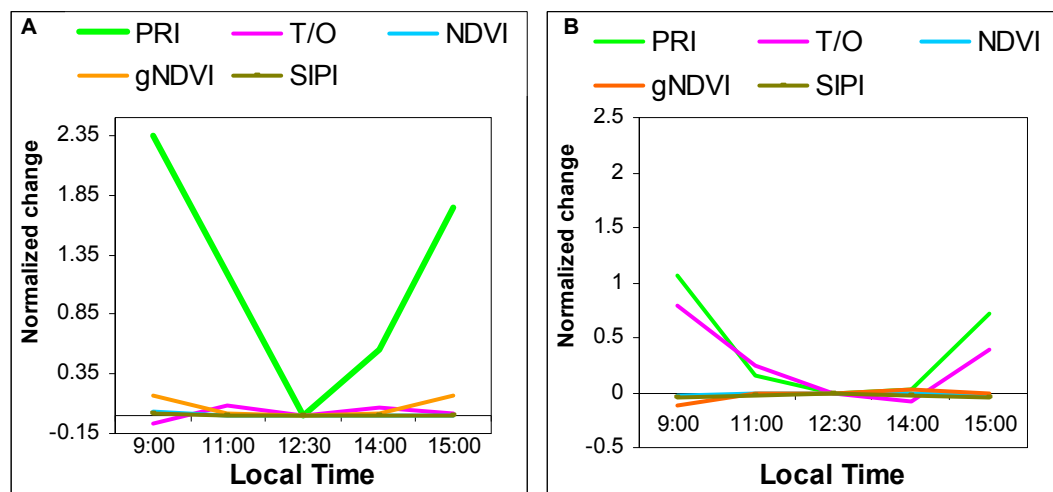 A
PRI T/O NDVI
gNDVI SIPI
Normalized change
2.35
1.85
1.35
0.85
0.35
-0.15
9:00 11:00 12:30 14:00 15:00
Local Time
B
PRI T/O NDVI
gNDVI SIPI
Normalized change
2.5
2
1.5
1
0.5
0
-0.5
9:00 11:00 12:30 14:00 15:00
Local Time